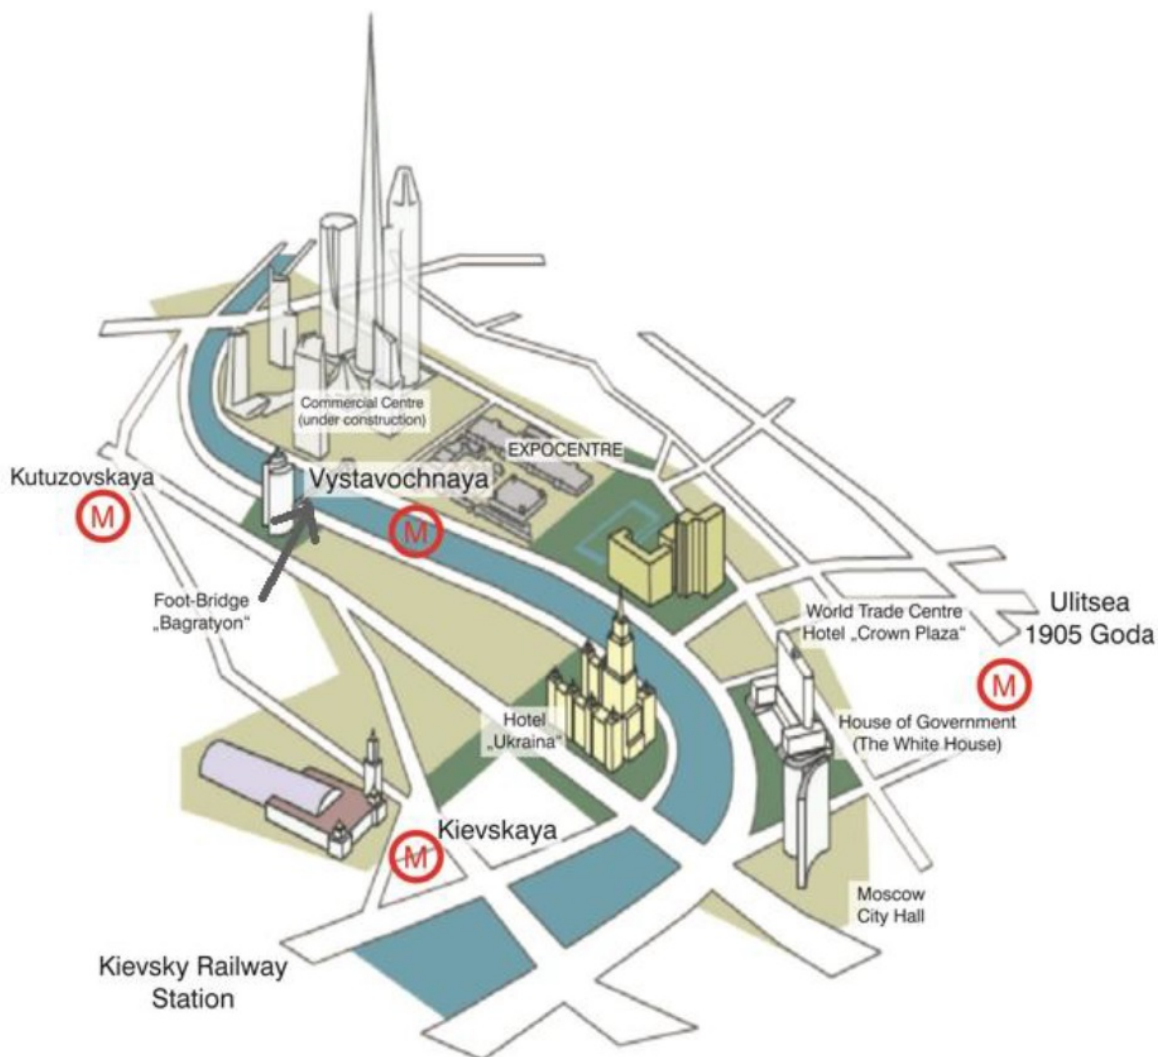 Commercial Centre
(under construction)
EXPOCENTRE
Kutuzovskaya
M
Vystavochnaya
M
Foot-Bridge
„Bagratyon“
World Trade Centre
Hotel „Crown Plaza“
Ulitsea
1905 Goda
M
Hotel
„Ukraina“
House of Government
(The White House)
Kievskaya
M
Moscow
City Hall
Kievsky Railway
Station